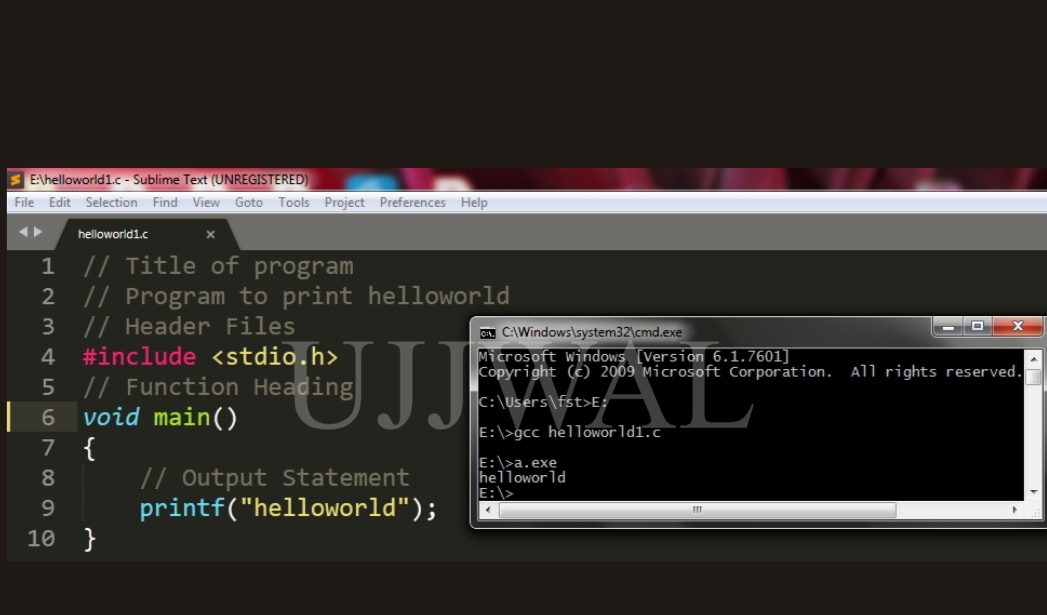 E:\helloworld1.c - Sublime Text (UNREGISTERED)
File Edit Selection Find View Goto Tools Project Preferences Help
helloworld1.c ×
1 // Title of program
2 // Program to print helloworld
3 // Header Files
4 #include <stdio.h>
5 // Function Heading
6 void main()
7 {
8 // Output Statement
9 printf("helloworld");
10 }
UJJWAL
C:\Windows\system32\cmd.exe
Microsoft Windows [Version 6.1.7601]
Copyright (c) 2009 Microsoft Corporation. All rights reserved.
C:\Users\fst>E:
E:\>gcc helloworld1.c
E:\>a.exe
helloworld
E:\>